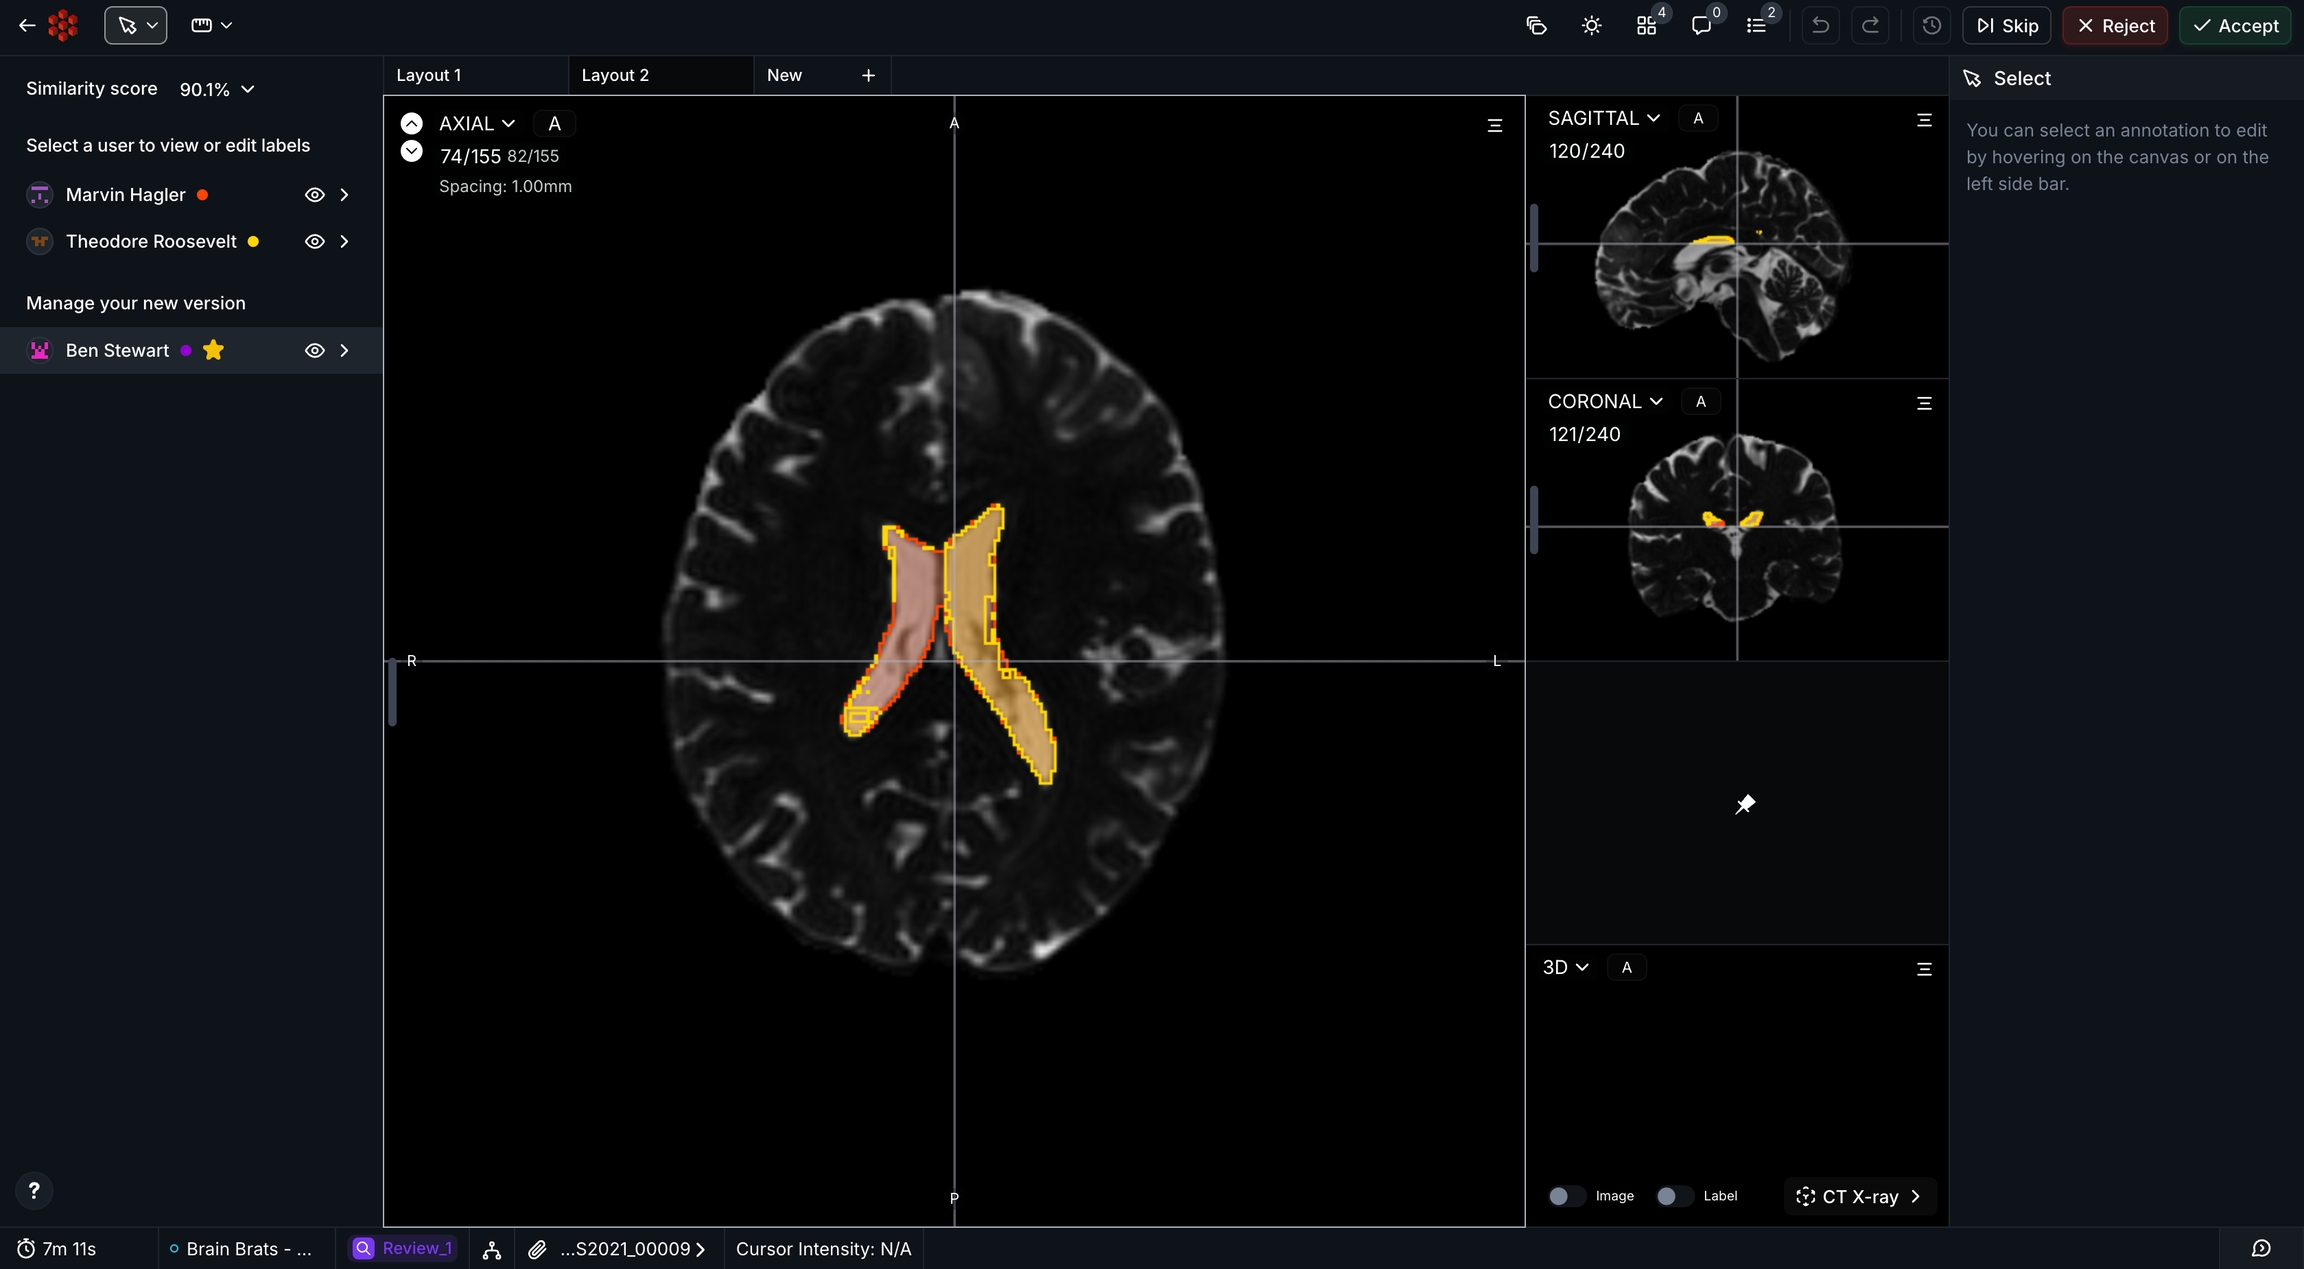 4
0
2
Skip
Reject
Accept
Similarity score 90.1%
Layout 1
Layout 2
New +
Select
Select a user to view or edit labels
Marvin Hagler
Theodore Roosevelt
Manage your new version
Ben Stewart
AXIAL A
74/155 82/155
Spacing: 1.00mm
A
R
L
P
SAGITTAL A
120/240
CORONAL A
121/240
3D A
Image
Label
CT X-ray
You can select an annotation to edit
by hovering on the canvas or on the
left side bar.
?
7m 11s
Brain Brats - ...
Review_1
...S2021_00009
Cursor Intensity: N/A